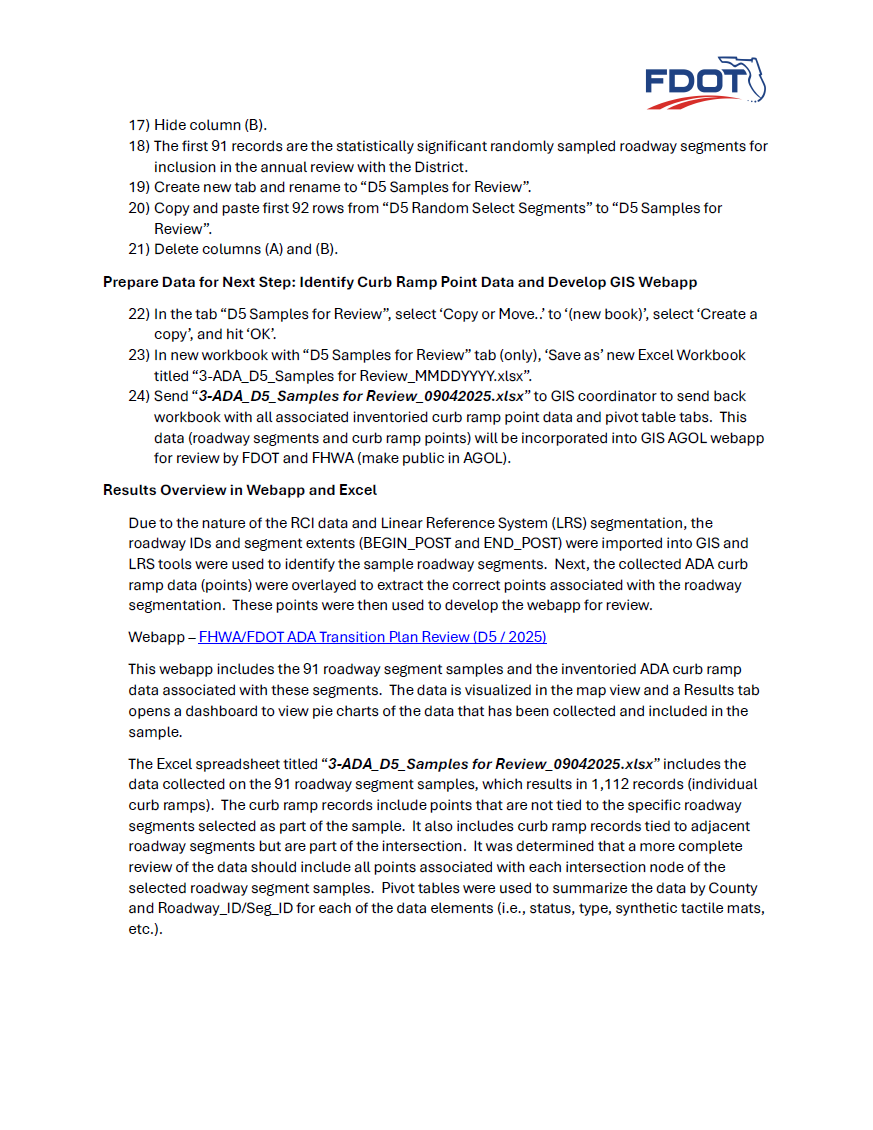 FDOT
17) Hide column (B).
18) The first 91 records are the statistically significant randomly sampled roadway segments for
inclusion in the annual review with the District.
19) Create new tab and rename to “D5 Samples for Review”.
20) Copy and paste first 92 rows from “D5 Random Select Segments” to “D5 Samples for
Review”.
21) Delete columns (A) and (B).
Prepare Data for Next Step: Identify Curb Ramp Point Data and Develop GIS Webapp
22) In the tab “D5 Samples for Review”, select ‘Copy or Move..’ to ‘(new book)’, select ‘Create a
copy’, and hit ‘OK’.
23) In new workbook with “D5 Samples for Review” tab (only), ‘Save as’ new Excel Workbook
titled “3-ADA_D5_Samples for Review_MMDDYYYY.xlsx”.
24) Send “3-ADA_D5_Samples for Review_09042025.xlsx” to GIS coordinator to send back
workbook with all associated inventoried curb ramp point data and pivot table tabs.  This
data (roadway segments and curb ramp points) will be incorporated into GIS AGOL webapp
for review by FDOT and FHWA (make public in AGOL).
Results Overview in Webapp and Excel
Due to the nature of the RCI data and Linear Reference System (LRS) segmentation, the
roadway IDs and segment extents (BEGIN_POST and END_POST) were imported into GIS and
LRS tools were used to identify the sample roadway segments.  Next, the collected ADA curb
ramp data (points) were overlayed to extract the correct points associated with the roadway
segmentation.  These points were then used to develop the webapp for review.
Webapp – FHWA/FDOT ADA Transition Plan Review (D5 / 2025)
This webapp includes the 91 roadway segment samples and the inventoried ADA curb ramp
data associated with these segments.  The data is visualized in the map view and a Results tab
opens a dashboard to view pie charts of the data that has been collected and included in the
sample.
The Excel spreadsheet titled “3-ADA_D5_Samples for Review_09042025.xlsx” includes the
data collected on the 91 roadway segment samples, which results in 1,112 records (individual
curb ramps).  The curb ramp records include points that are not tied to the specific roadway
segments selected as part of the sample.  It also includes curb ramp records tied to adjacent
roadway segments but are part of the intersection.  It was determined that a more complete
review of the data should include all points associated with each intersection node of the
selected roadway segment samples.  Pivot tables were used to summarize the data by County
and Roadway_ID/Seg_ID for each of the data elements (i.e., status, type, synthetic tactile mats,
etc.).